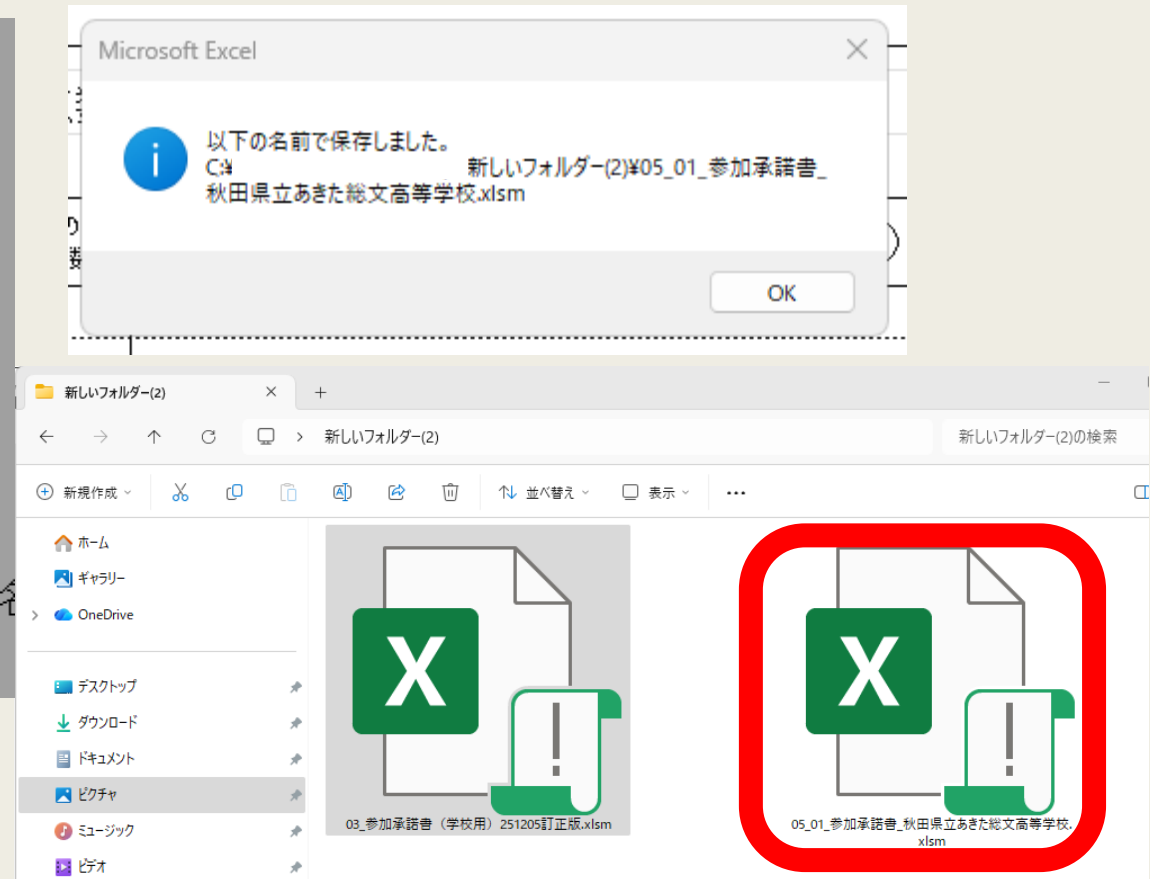 Microsoft Excel
以下の名前で保存しました。
C:¥ 新しいフォルダー(2)¥05_01_参加承諾書_
秋田県立あきた総文高等学校.xlsm
OK
新しいフォルダー(2)
新しいフォルダー(2)
新しいフォルダー(2)の検索
新規作成
並べ替え
表示
ホーム
ギャラリー
OneDrive
デスクトップ
ダウンロード
ドキュメント
ピクチャ
ミュージック
ビデオ
X
03_参加承諾書（学校用）251205訂正版.xlsm
X
05_01_参加承諾書_秋田県立あきた総文高等学校.
xlsm